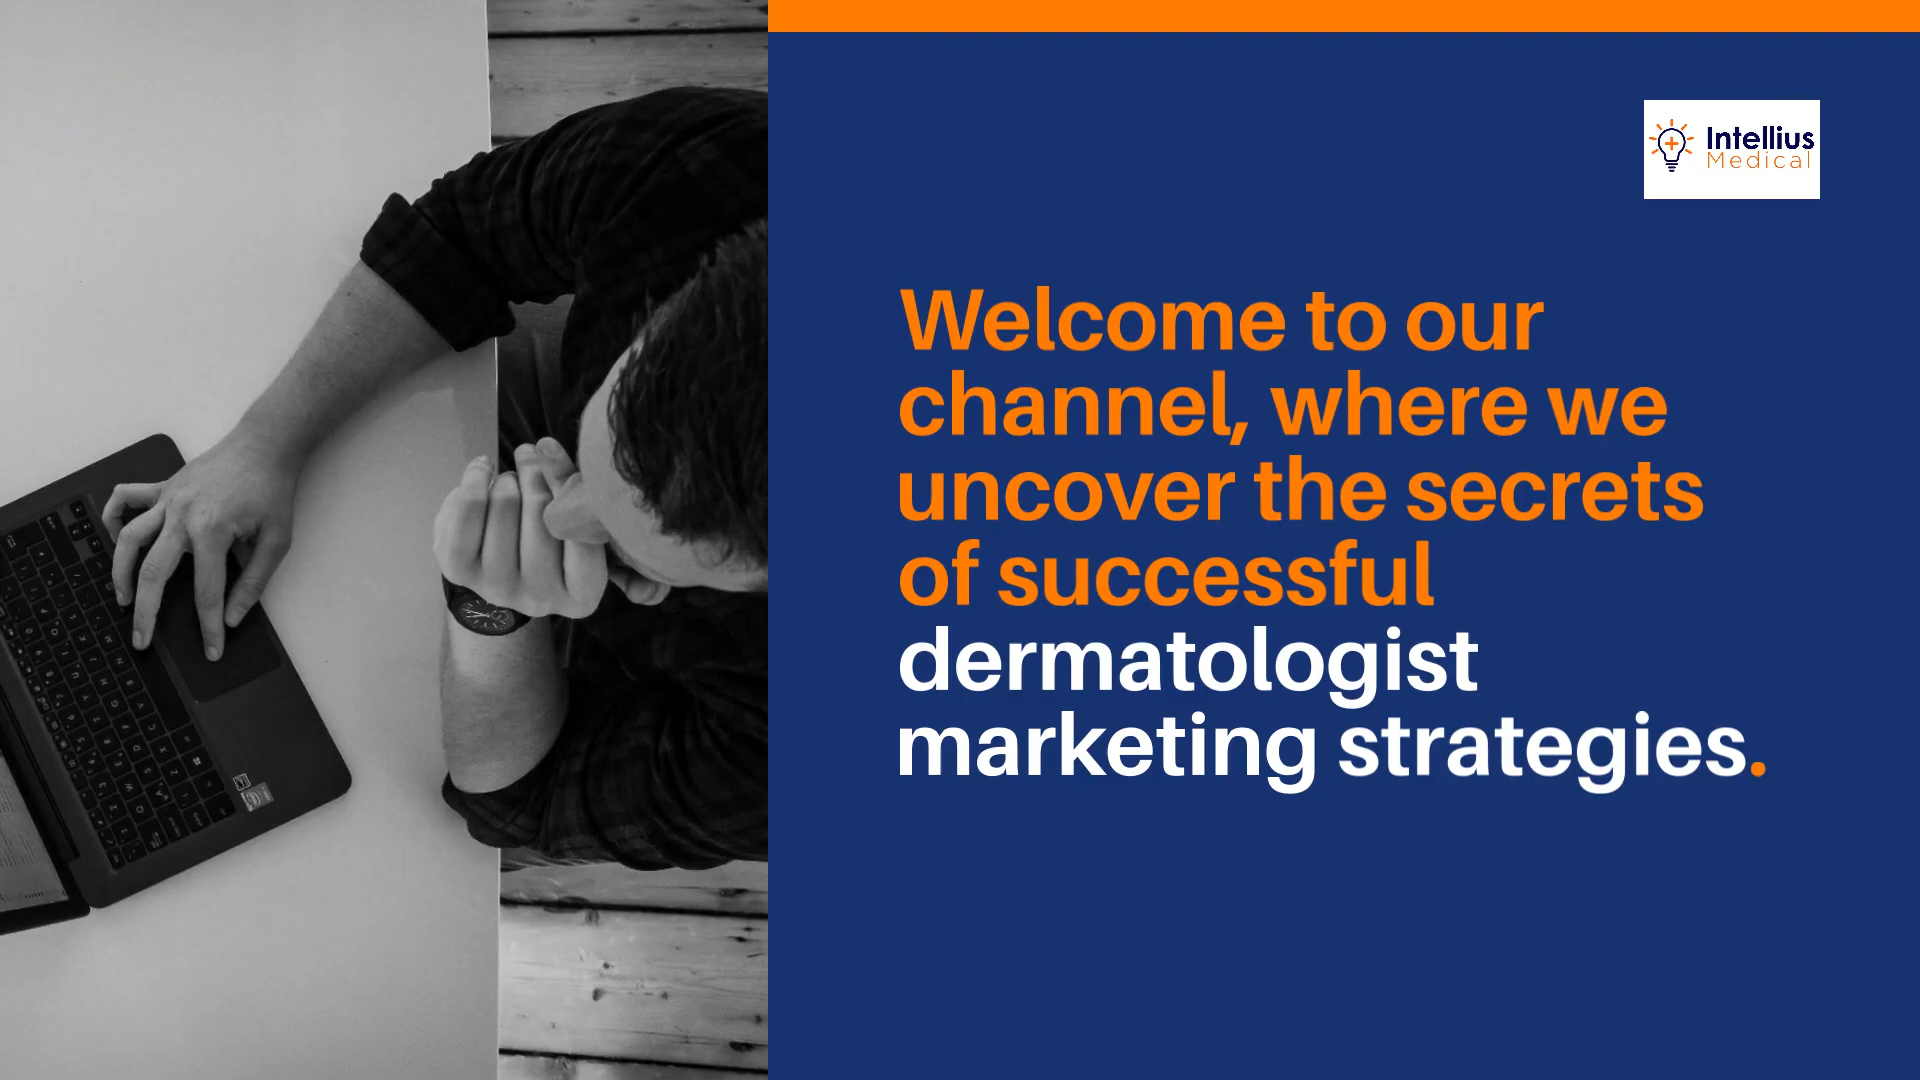 Intellius
Medical
Welcome to our
channel, where we
uncover the secrets
of successful
dermatologist
marketing strategies.